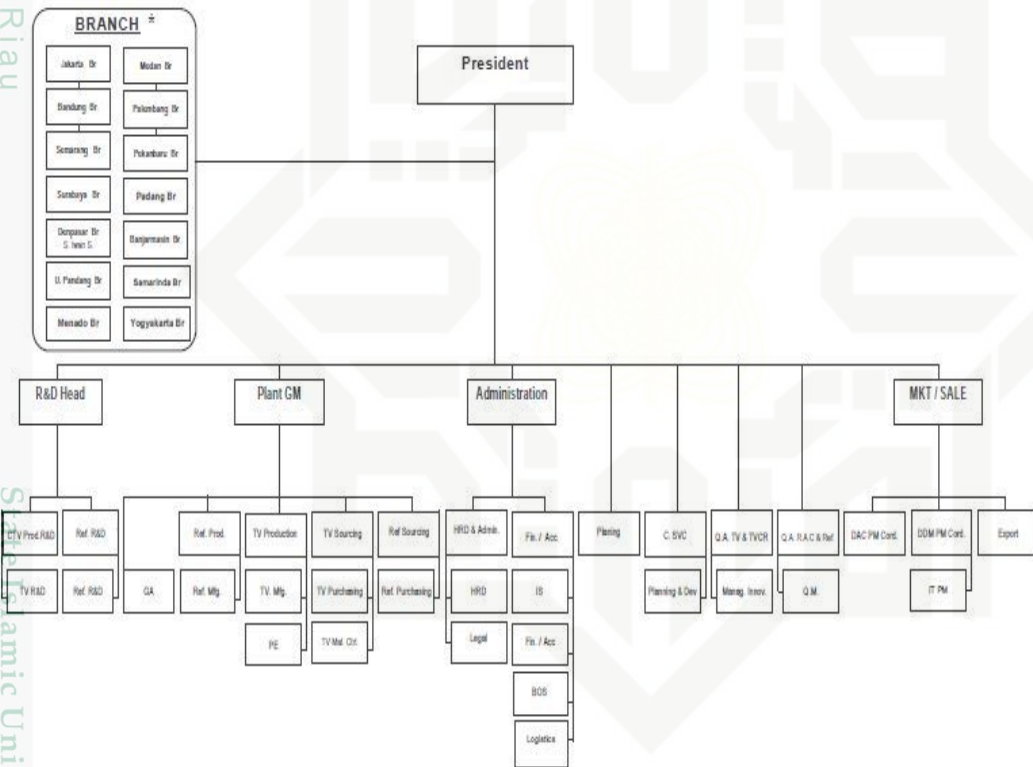 Riau
State Islamic Uni
BRANCH *
Jakarta Br
Medan Br
Bandung Br
Palembang Br
Semarang Br
Pekanbaru Br
Surabaya Br
Padang Br
Denpasar Br
S. Iwan S.
Banjarmasin Br
U. Pandang Br
Samarinda Br
Menado Br
Yogyakarta Br
President
R&D Head
Plant GM
Administration
MKT / SALE
CTV Prod.R&D
Ref. R&D
Ref. Prod.
TV Production
TV Sourcing
Ref Sourcing
HRD & Admin.
Fin. / Acc.
Planing
C. SVC
Q.A. TV & TVCR
Q.A. R.A.C & Ref
DAC PM Cord.
DDM PM Cord.
Export
TV R&D
Ref. R&D
GA
Ref. Mfg.
TV. Mfg.
TV Purchasing
Ref. Purchasing
HRD
IS
Planning & Dev
Manag. Innov.
Q.M.
IT PM
PE
TV Mat. Ctr.
Legal
Fin. / Acc
BOS
Logistics